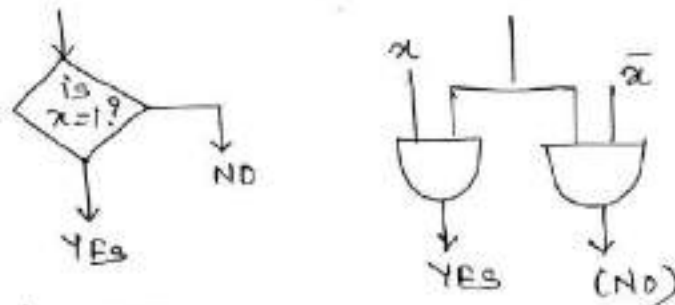 is
x=1?
NO
YES
x
x̄
YES
(NO)